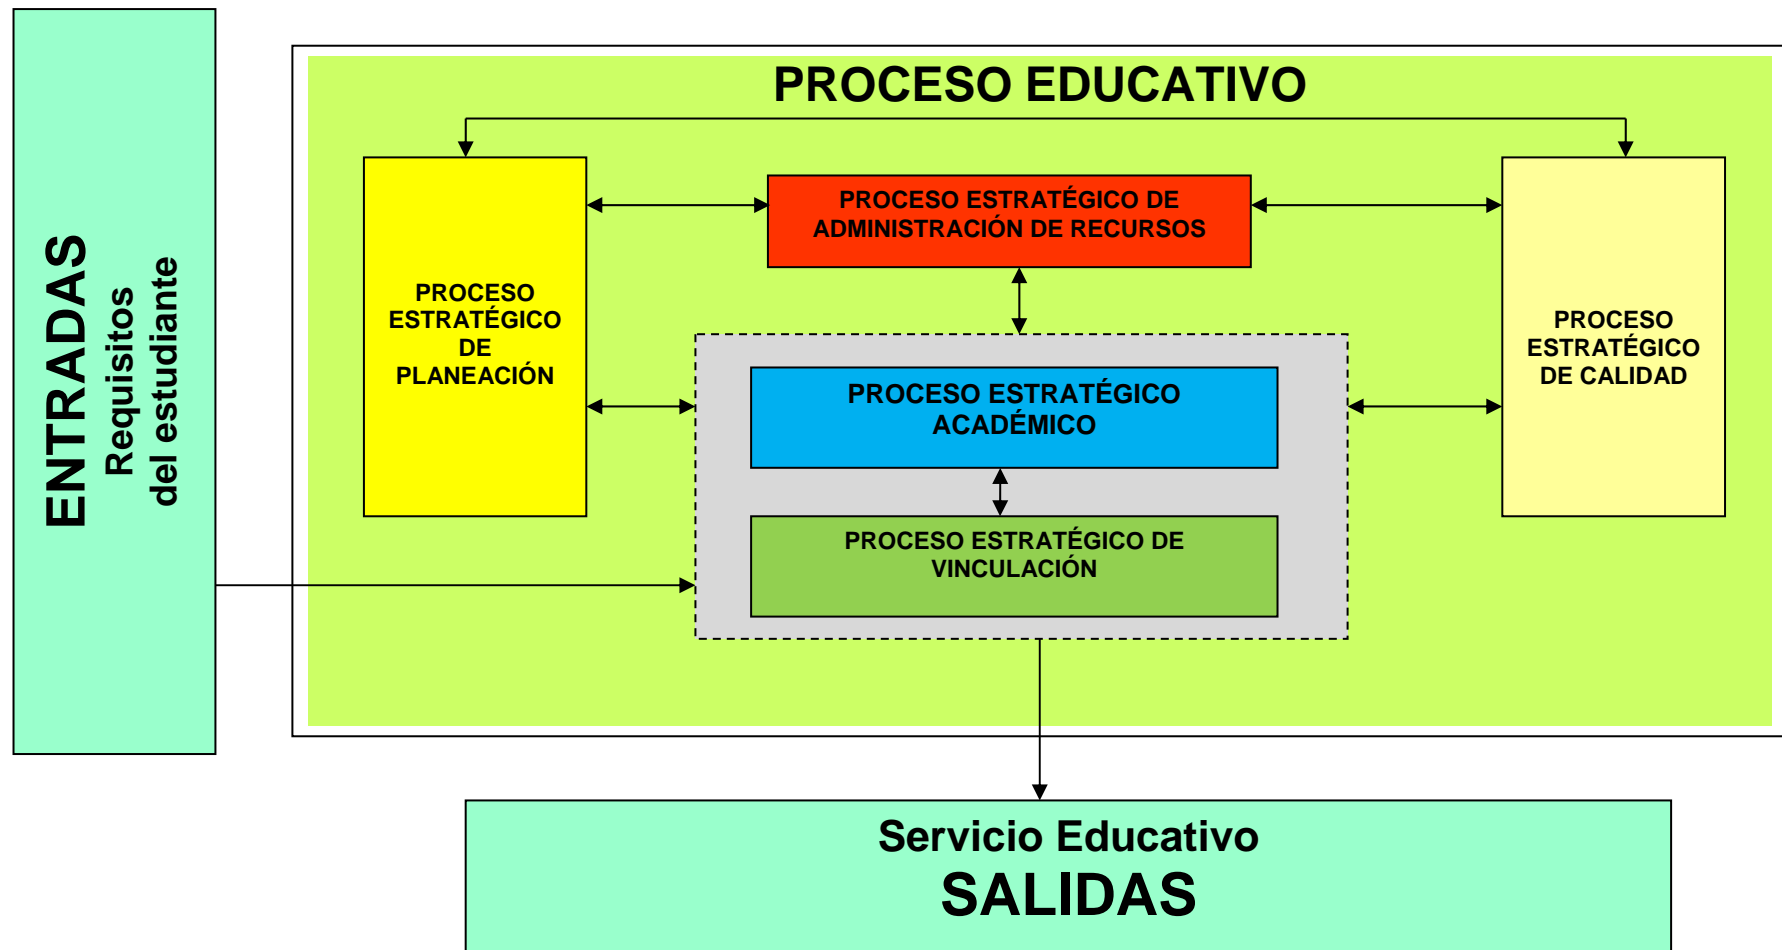 ENTRADAS
Requisitos
del estudiante
PROCESO EDUCATIVO
PROCESO
ESTRATÉGICO
DE
PLANEACIÓN
PROCESO ESTRATÉGICO DE
ADMINISTRACIÓN DE RECURSOS
PROCESO ESTRATÉGICO
ACADÉMICO
PROCESO ESTRATÉGICO DE
VINCULACIÓN
PROCESO
ESTRATÉGICO
DE CALIDAD
Servicio Educativo
SALIDAS